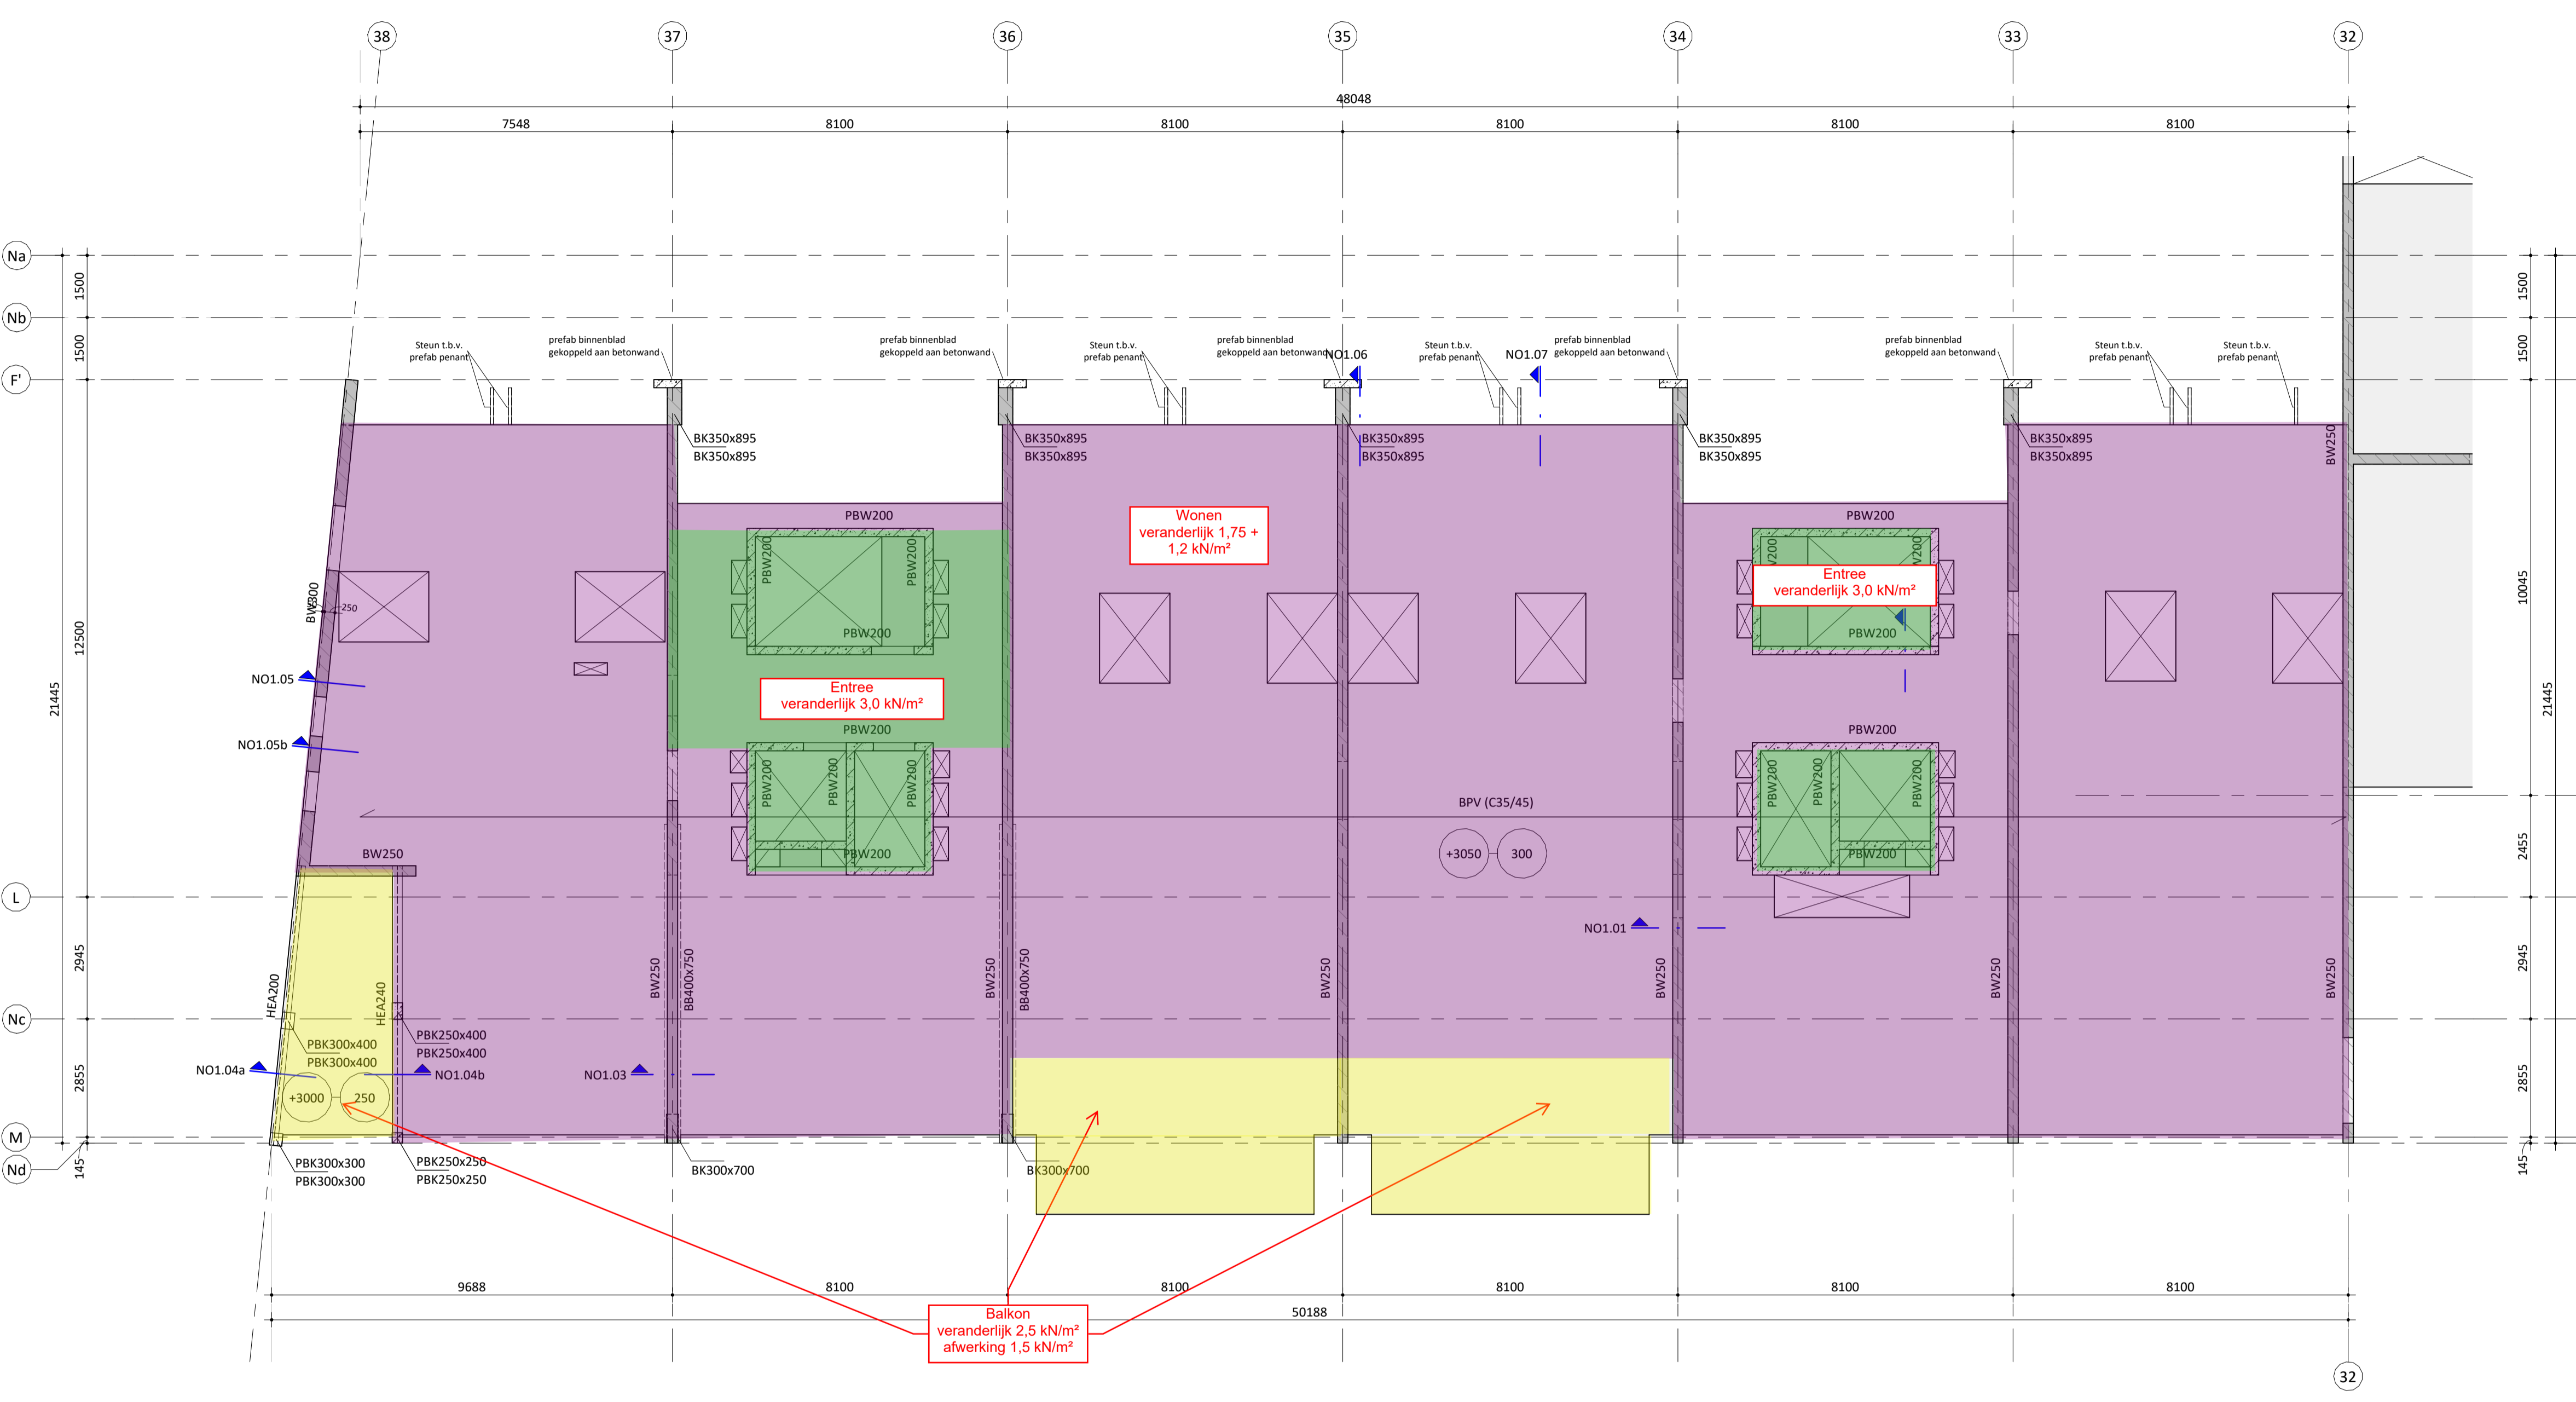 38
37
36
35
34
33
32
48048
7548
8100
8100
8100
8100
8100
Na
1500
1500
Nb
1500
1500
F'
Steun t.b.v.
prefab penant
prefab binnenblad
gekoppeld aan betonwand
prefab binnenblad
gekoppeld aan betonwand
Steun t.b.v.
prefab penant
prefab binnenblad
gekoppeld aan betonwand
NO1.06
Steun t.b.v.
prefab penant
NO1.07
prefab binnenblad
gekoppeld aan betonwand
prefab binnenblad
gekoppeld aan betonwand
Steun t.b.v.
prefab penant
Steun t.b.v.
prefab penant
BK350x895
BK350x895
BK350x895
BK350x895
BK350x895
BK350x895
BK350x895
BK350x895
BK350x895
BK350x895
BW250
PBW200
PBW200
PBW200
PBW200
Wonen
veranderlijk 1,75 +
1,2 kN/m²
PBW200
Entree
veranderlijk 3,0 kN/m²
PBW200
BW300
250
12500
10045
21445
21445
NO1.05
NO1.05b
Entree
veranderlijk 3,0 kN/m²
PBW200
PBW200
PBW200
PBW200
PBW200
PBW200
PBW200
PBW200
PBW200
PBW200
BPV (C35/45)
+3050
300
BW250
2455
L
NO1.01
2945
2945
HEA200
HEA240
BW250
BB400x750
BW250
BB400x750
BW250
BW250
BW250
BW250
Nc
PBK300x400
PBK300x400
PBK250x400
PBK250x400
NO1.04a
NO1.04b
NO1.03
+3000
250
2855
2855
M
Nd
145
145
PBK300x300
PBK300x300
PBK250x250
PBK250x250
BK300x700
BK300x700
9688
8100
8100
8100
8100
8100
50188
Balkon
veranderlijk 2,5 kN/m²
afwerking 1,5 kN/m²
32